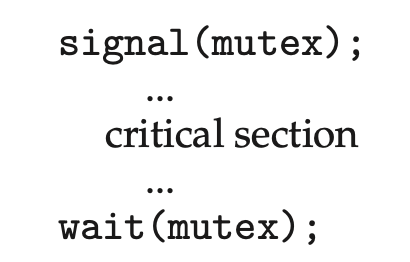 signal(mutex);
...
critical section
...
wait(mutex);